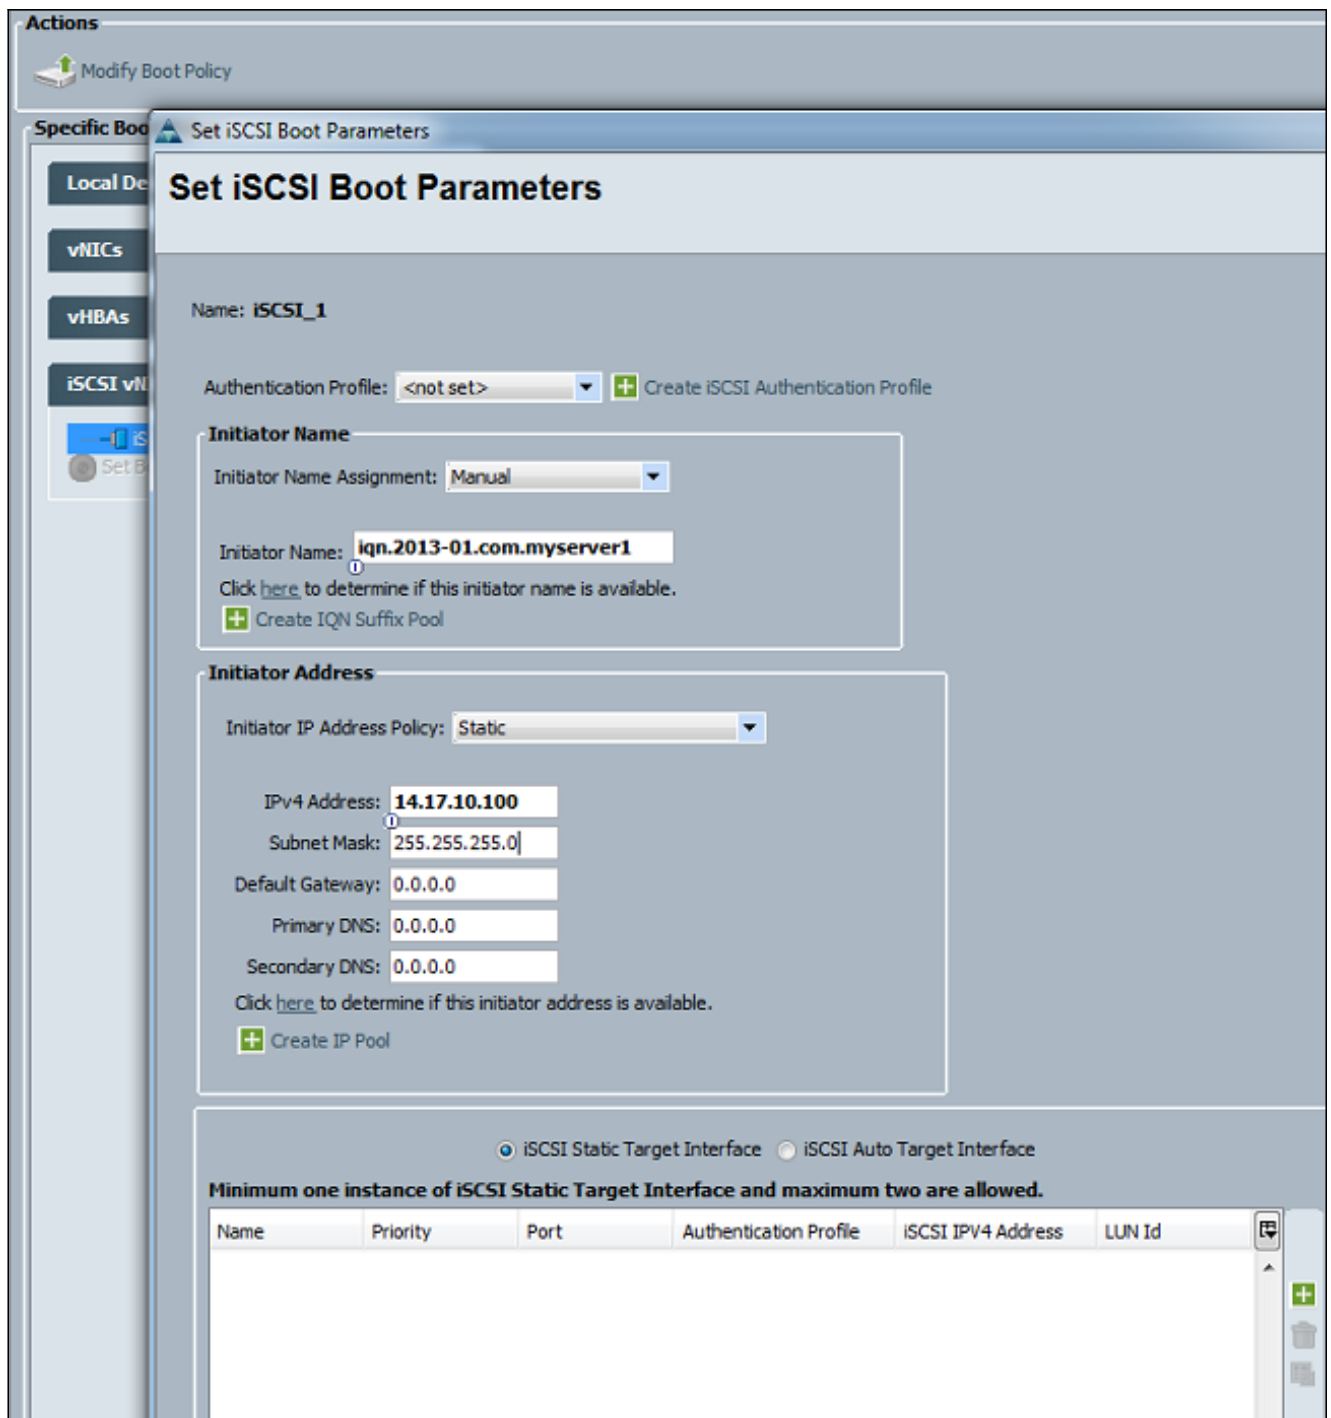 Actions
Modify Boot Policy
Specific Boo
Set iSCSI Boot Parameters
Local De
Set iSCSI Boot Parameters
vNICs
vHBAs
Name: iSCSI_1
iSCSI vN
Authentication Profile: <not set> Create iSCSI Authentication Profile
Initiator Name
iS
Set B
Initiator Name Assignment: Manual
Initiator Name: iqn.2013-01.com.myserver1
Click here to determine if this initiator name is available.
Create IQN Suffix Pool
Initiator Address
Initiator IP Address Policy: Static
IPv4 Address: 14.17.10.100
Subnet Mask: 255.255.255.0
Default Gateway: 0.0.0.0
Primary DNS: 0.0.0.0
Secondary DNS: 0.0.0.0
Click here to determine if this initiator address is available.
Create IP Pool
iSCSI Static Target Interface iSCSI Auto Target Interface
Minimum one instance of iSCSI Static Target Interface and maximum two are allowed.
Name Priority Port Authentication Profile iSCSI IPV4 Address LUN Id